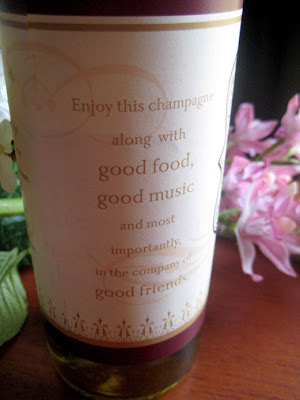 Enjoy this champagne
along with
good food,
good music
and most
importantly,
in the company of
good friends.